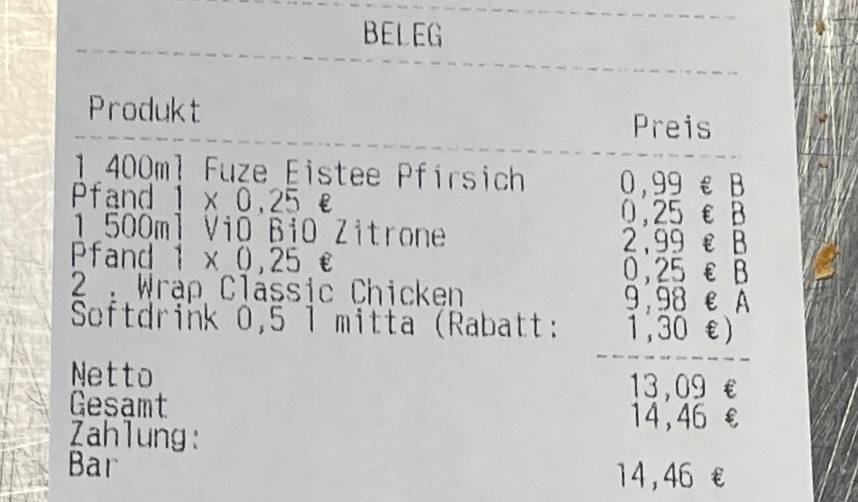 BELEG
Produkt Preis
1 400ml Fuze Eistee Pfirsich 0,99 € B
Pfand 1 x 0,25 € 0,25 € B
1 500ml ViO BiO Zitrone 2,99 € B
Pfand 1 x 0,25 € 0,25 € B
2 . Wrap Classic Chicken 9,98 € A
Softdrink 0,5 l mitta (Rabatt: 1,30 €)
Netto 13,09 €
Gesamt 14,46 €
Zahlung:
Bar 14,46 €